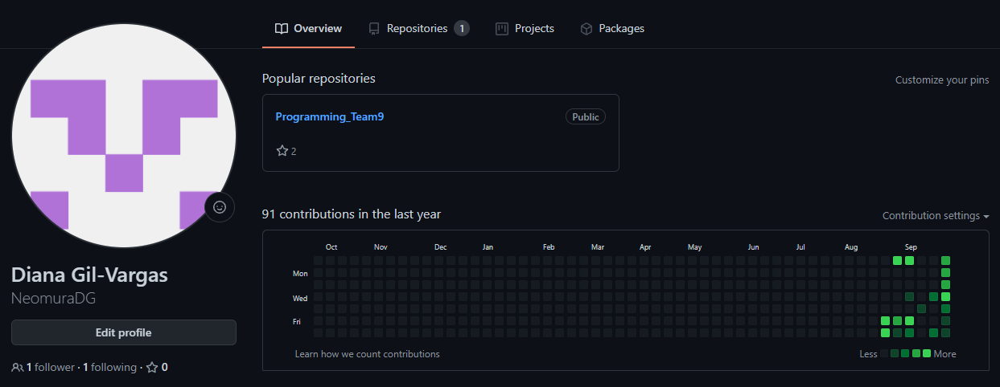 Overview
Repositories 1
Projects
Packages
Popular repositories
Customize your pins
Programming_Team9
Public
2
Diana Gil-Vargas
NeomuraDG
Edit profile
1 follower · 1 following · 0
91 contributions in the last year
Contribution settings
Oct Nov Dec Jan Feb Mar Apr May Jun Jul Aug Sep
Mon
Wed
Fri
Learn how we count contributions
Less More